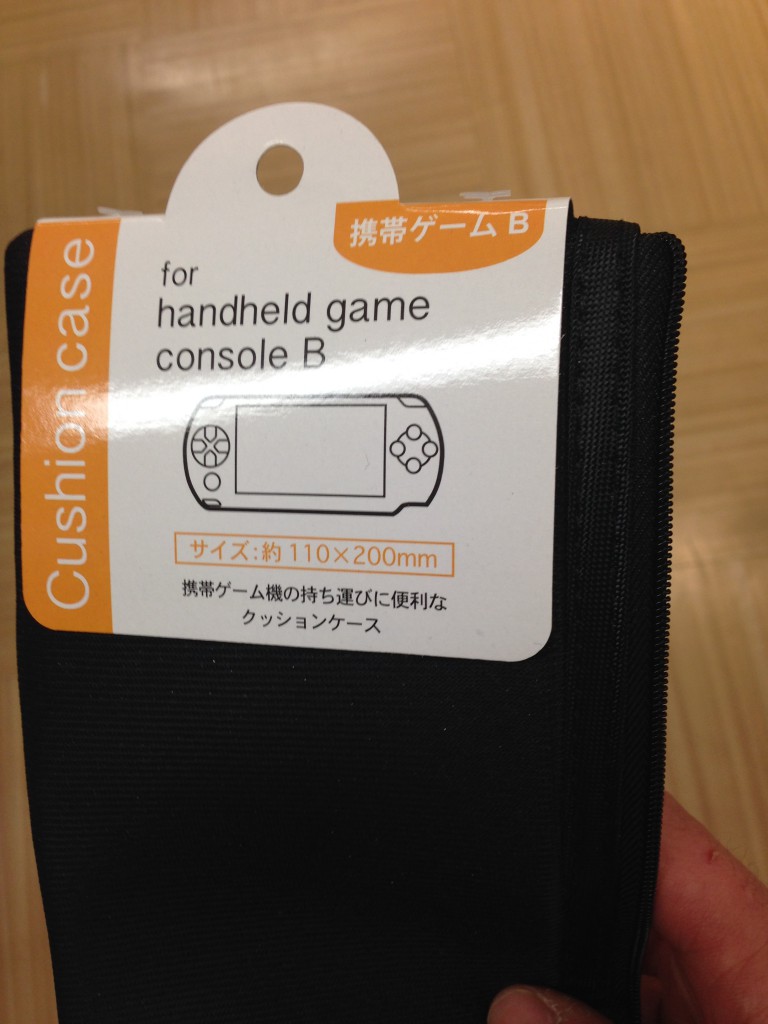 Cushion case
携帯ゲーム B
for
handheld game
console B
サイズ:約 110×200mm
携帯ゲーム機の持ち運びに便利な
クッションケース